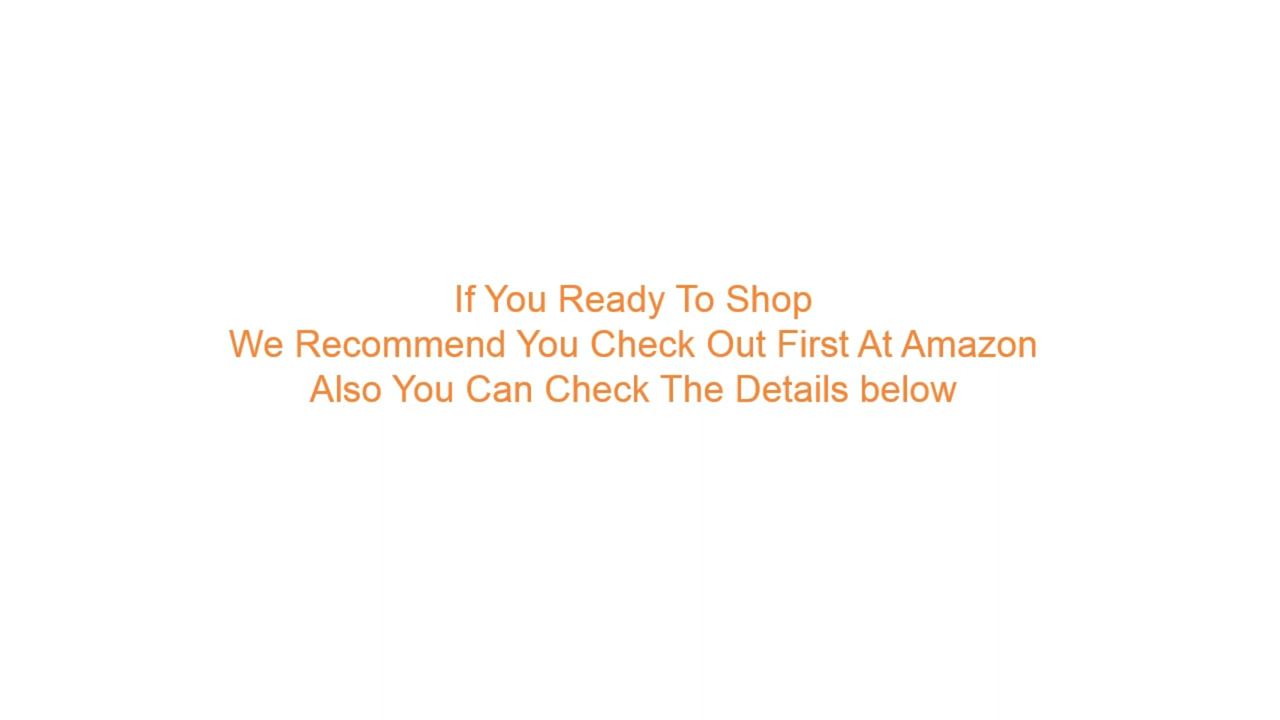 If You Ready To Shop
We Recommend You Check Out First At Amazon
Also You Can Check The Details below